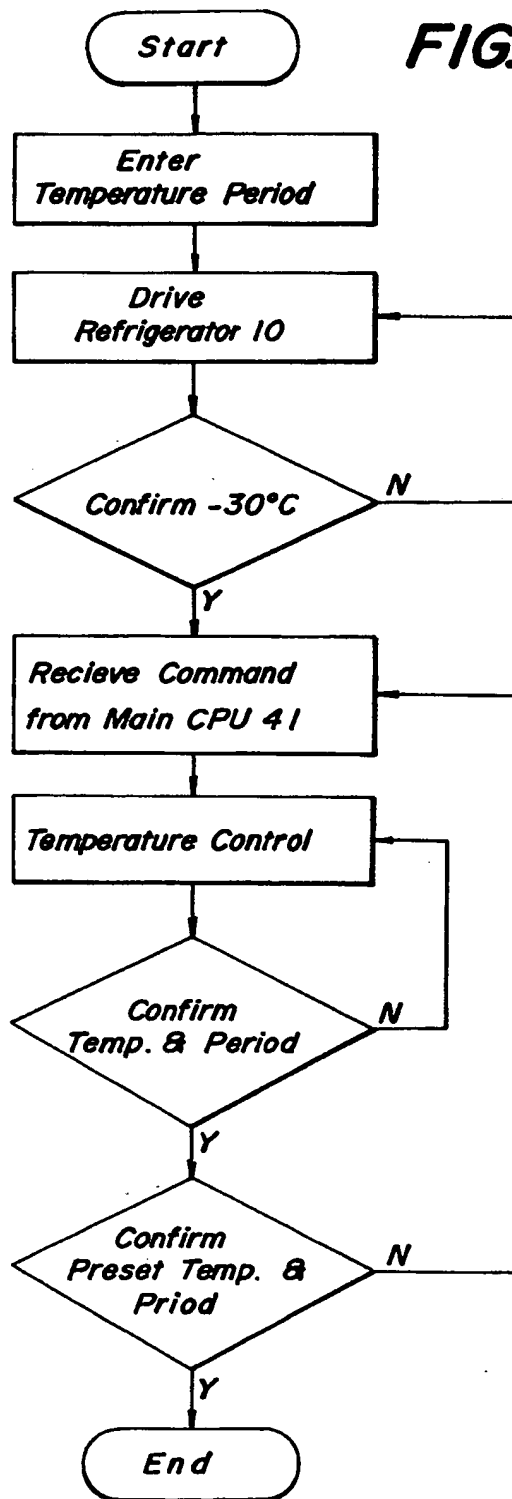 Start
FIG.
Enter
Temperature Period
Drive
Refrigerator 10
Confirm -30°C
N
Y
Recieve Command
from Main CPU 41
Temperature Control
Confirm
Temp. & Period
N
Y
Confirm
Preset Temp. &
Priod
N
Y
End